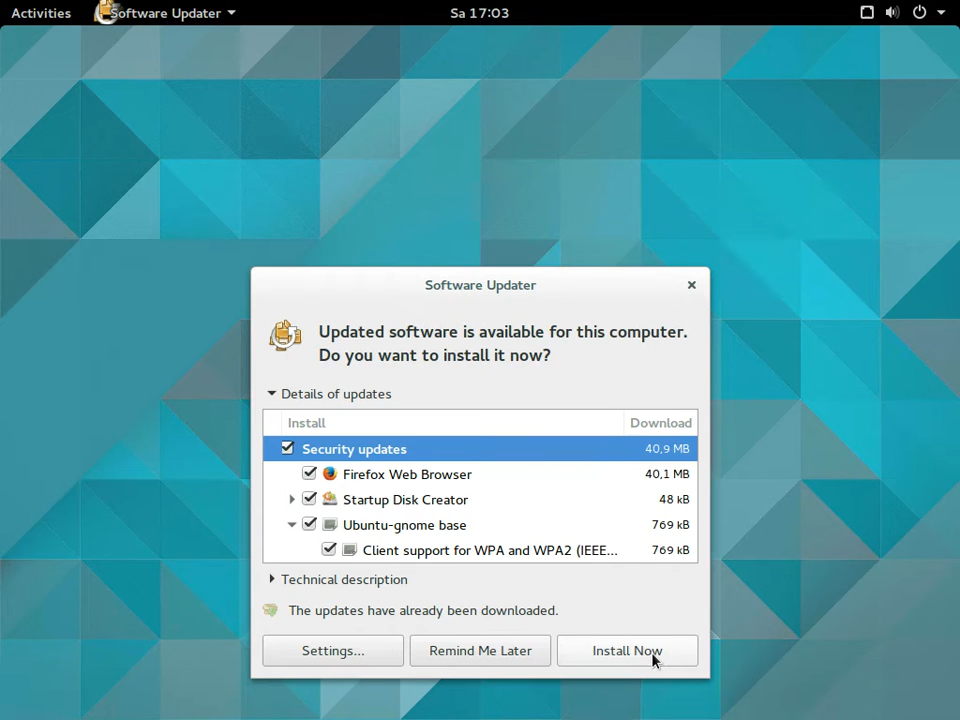 Activities Software Updater Sa 17:03
Software Updater
Updated software is available for this computer.
Do you want to install it now?
Details of updates
Install Download
Security updates 40,9 MB
Firefox Web Browser 40,1 MB
Startup Disk Creator 48 kB
Ubuntu-gnome base 769 kB
Client support for WPA and WPA2 (IEEE... 769 kB
Technical description
The updates have already been downloaded.
Settings... Remind Me Later Install Now